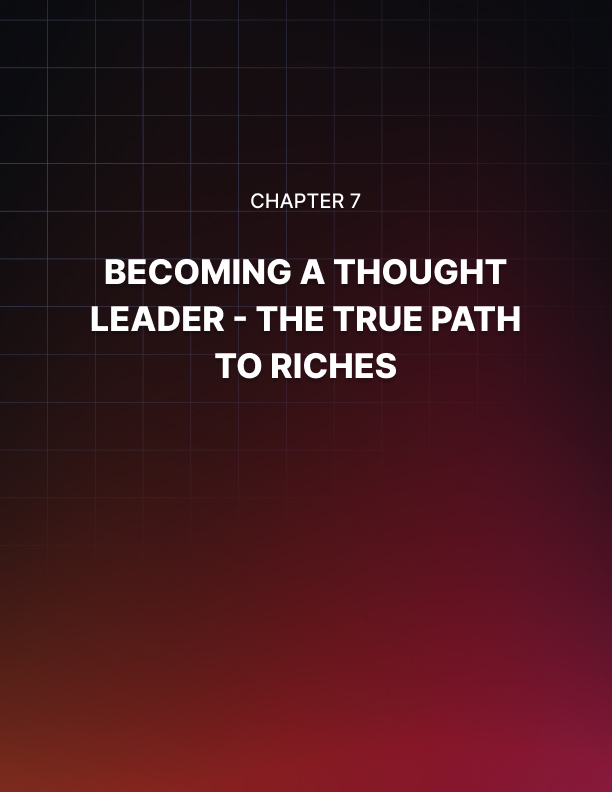 CHAPTER 7
BECOMING A THOUGHT
LEADER - THE TRUE PATH
TO RICHES